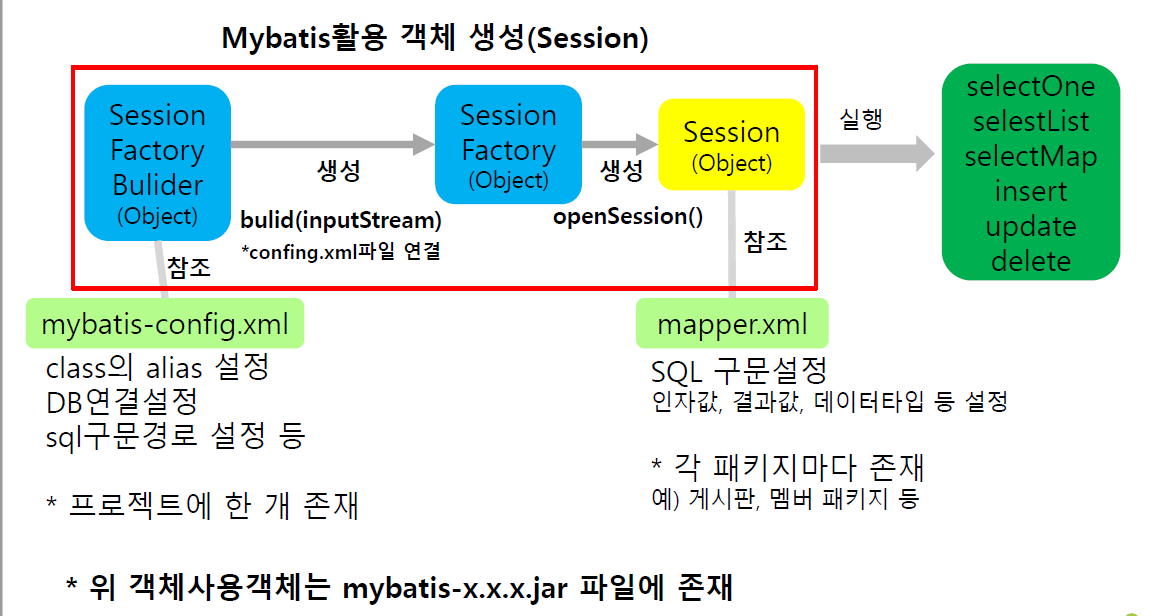 Mybatis활용 객체 생성(Session)
Session
Factory
Bulider
(Object)
생성
bulid(inputStream)
*confing.xml파일 연결
Session
Factory
(Object)
생성
openSession()
Session
(Object)
실행
selectOne
selestList
selectMap
insert
update
delete
참조
참조
mybatis-config.xml
class의 alias 설정
DB연결설정
sql구문경로 설정 등
* 프로젝트에 한 개 존재
mapper.xml
SQL 구문설정
인자값, 결과값, 데이터타입 등 설정
* 각 패키지마다 존재
예) 게시판, 멤버 패키지 등
* 위 객체사용객체는 mybatis-x.x.x.jar 파일에 존재